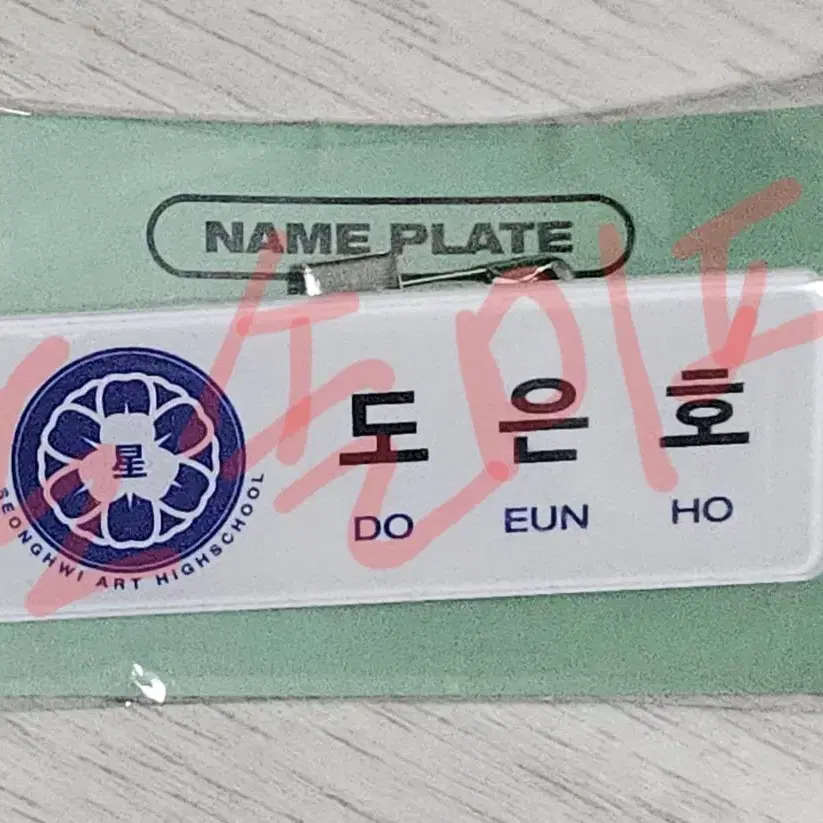 NAME PLATE
星
SEONGHWI ART HIGHSCHOOL
도 은 호
DO EUN HO